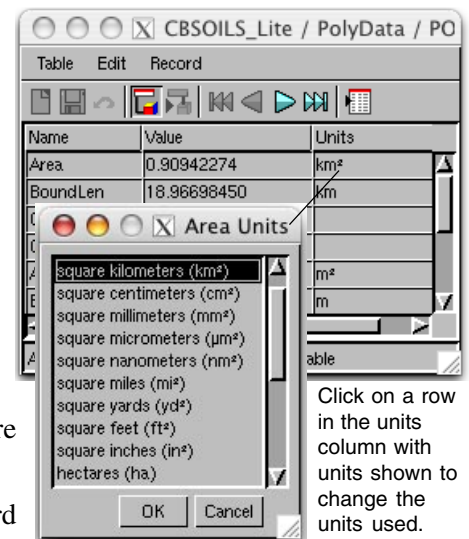 X CBSOILS_Lite / PolyData / PO
Table Edit Record
Name Value Units
Area 0.90942274 km²
BoundLen 18.96698450 km
X Area Units
m²
m
square kilometers (km²)
square centimeters (cm²)
square millimeters (mm²)
square micrometers (µm²)
square nanometers (nm²)
square miles (mi²)
square yards (yd²)
square feet (ft²)
square inches (in²)
hectares (ha)
OK Cancel
Click on a row
in the units
column with
units shown to
change the
units used.